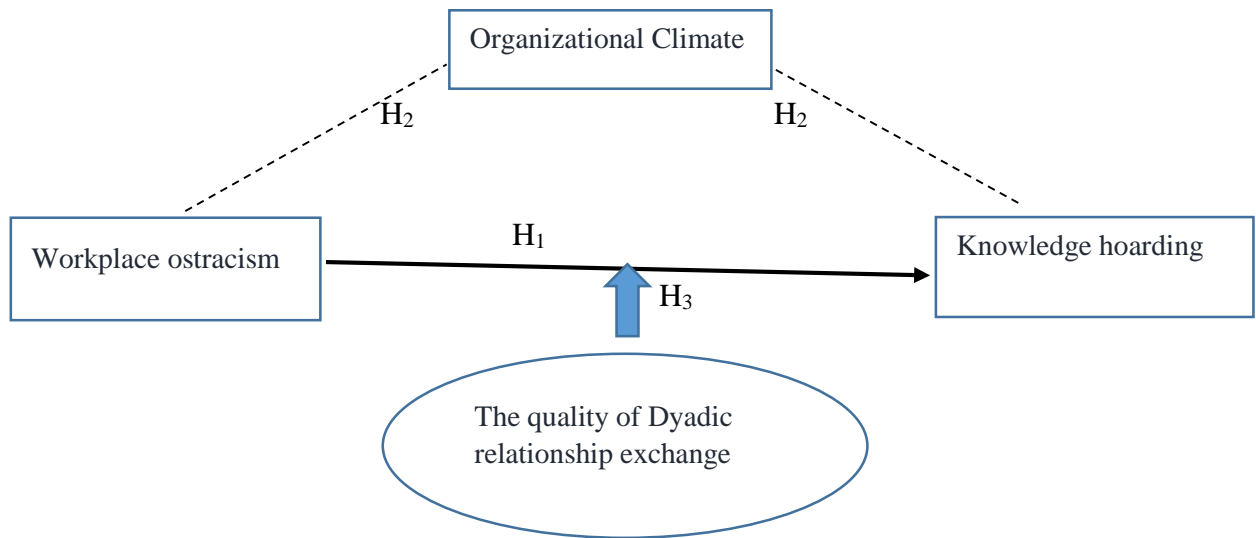 Organizational Climate
H₂
H₂
H₁
Workplace ostracism
Knowledge hoarding
H₃
The quality of Dyadic
relationship exchange